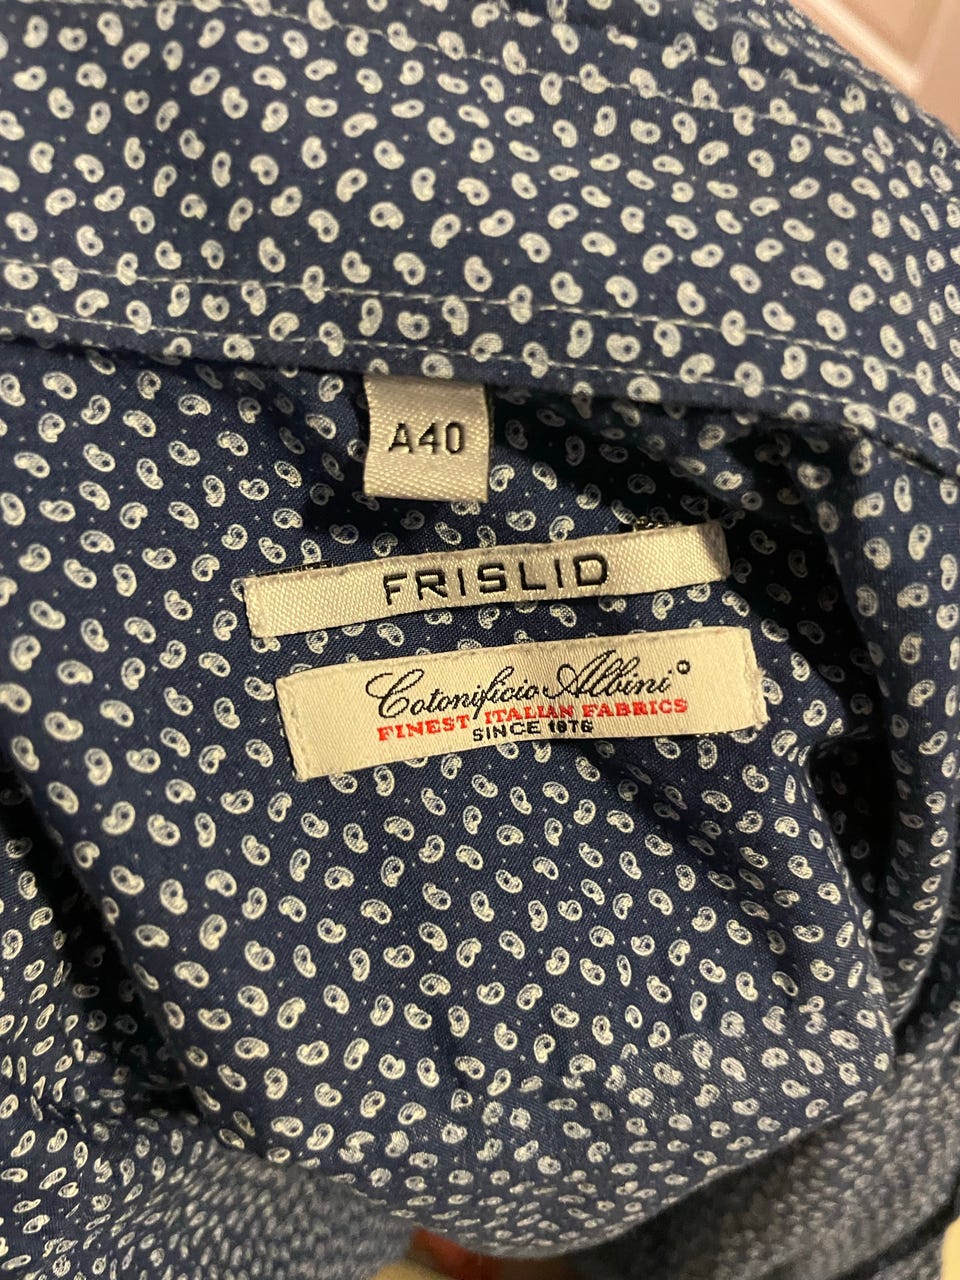 A40
FRISLID
Cotonificio Albini
FINEST ITALIAN FABRICS
SINCE 1876